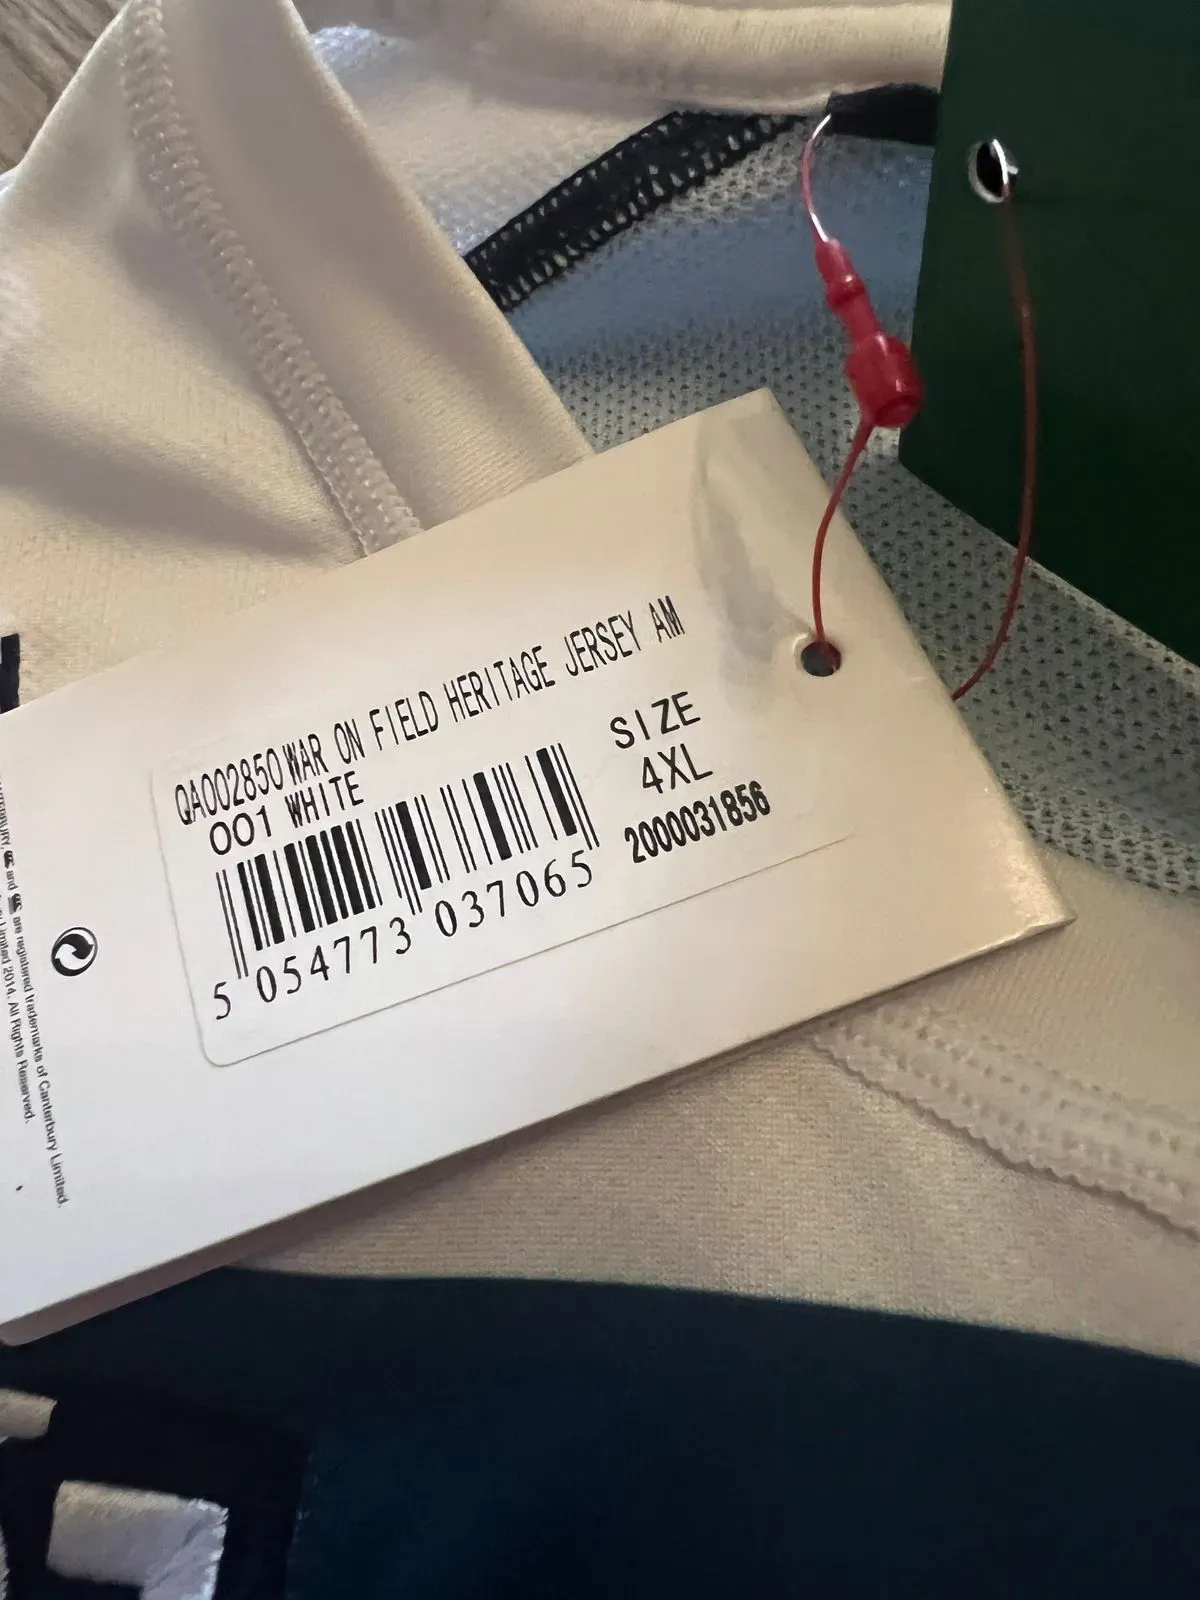 QA002850 WAR ON FIELD HERITAGE JERSEY AM
001 WHITE
SIZE
4XL
2000031856
5 054773 037065
and are registered trademarks of Canterbury Limited.
Limited 2014. All Rights Reserved.